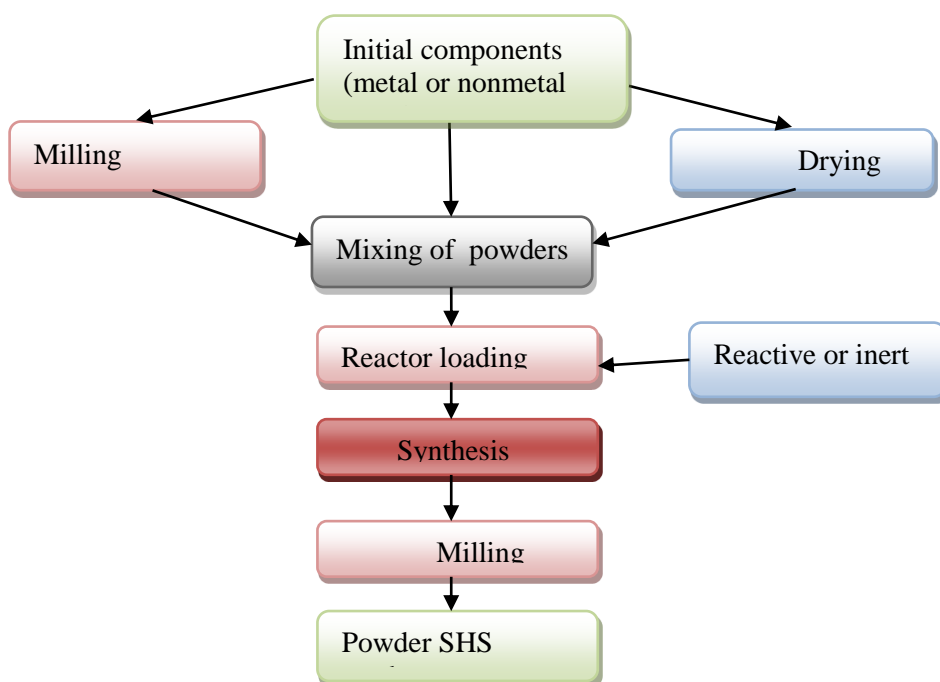 Initial components
(metal or nonmetal
Milling
Drying
Mixing of  powders
Reactor loading
Reactive or inert
Synthesis
Milling
Powder SHS